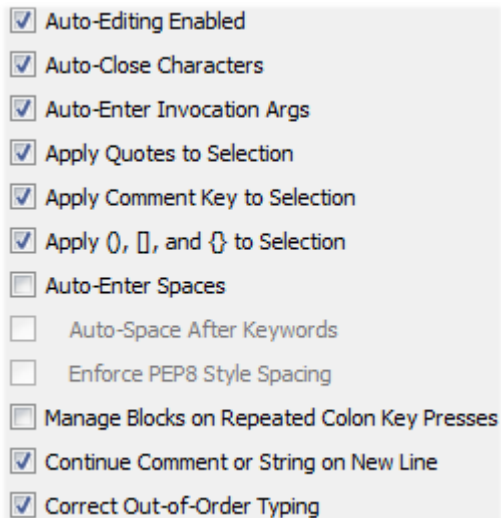 Auto-Editing Enabled
Auto-Close Characters
Auto-Enter Invocation Args
Apply Quotes to Selection
Apply Comment Key to Selection
Apply (), [], and {} to Selection
Auto-Enter Spaces
Auto-Space After Keywords
Enforce PEP8 Style Spacing
Manage Blocks on Repeated Colon Key Presses
Continue Comment or String on New Line
Correct Out-of-Order Typing